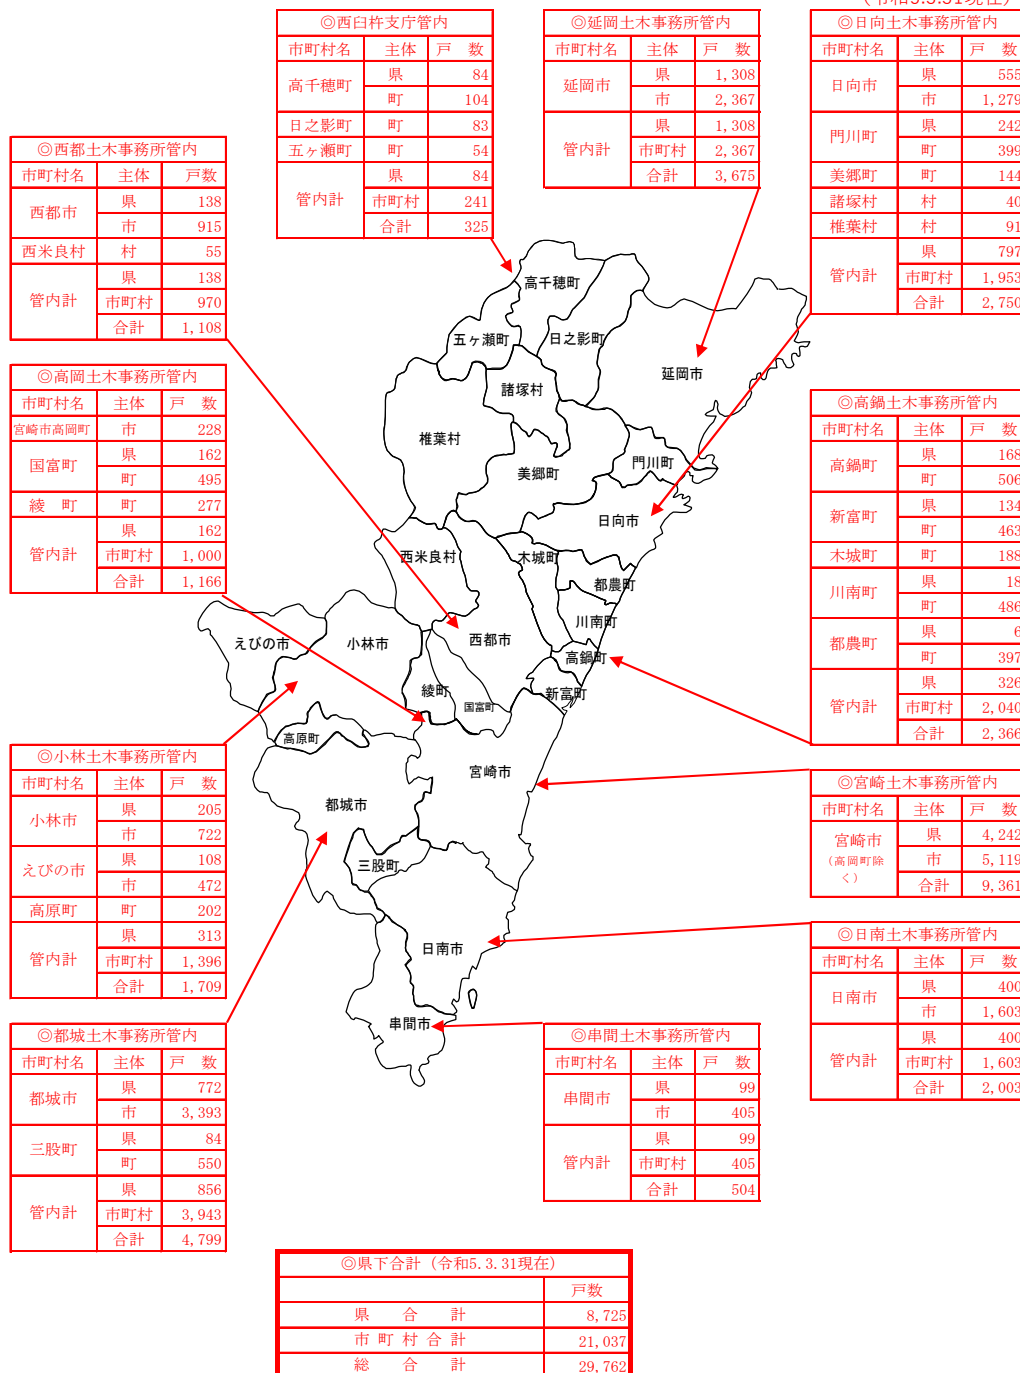 (令和5.3.31現在)
◎西臼杵支庁管内
市町村名 主体 戸 数
高千穂町 県 84
町 104
日之影町 町 83
五ヶ瀬町 町 54
管内計 県 84
市町村 241
合計 325
◎延岡土木事務所管内
市町村名 主体 戸 数
延岡市 県 1,308
市 2,367
管内計 県 1,308
市町村 2,367
合計 3,675
◎日向土木事務所管内
市町村名 主体 戸 数
日向市 県 555
市 1,279
門川町 県 242
町 399
美郷町 町 144
諸塚村 村 40
椎葉村 村 91
管内計 県 797
市町村 1,953
合計 2,750
◎西都土木事務所管内
市町村名 主体 戸数
西都市 県 138
市 915
西米良村 村 55
管内計 県 138
市町村 970
合計 1,108
◎高岡土木事務所管内
市町村名 主体 戸 数
宮崎市高岡町 市 228
国富町 県 162
町 495
綾 町 町 277
管内計 県 162
市町村 1,000
合計 1,166
◎高鍋土木事務所管内
市町村名 主体 戸 数
高鍋町 県 168
町 506
新富町 県 134
町 463
木城町 町 188
川南町 県 18
町 486
都農町 県 6
町 397
管内計 県 326
市町村 2,040
合計 2,366
高千穂町
五ヶ瀬町
日之影町
延岡市
諸塚村
椎葉村
美郷町
門川町
日向市
西米良村
木城町
都農町
川南町
えびの市
小林市
西都市
高鍋町
綾町
国富町
新富町
高原町
宮崎市
都城市
三股町
日南市
串間市
◎小林土木事務所管内
市町村名 主体 戸 数
小林市 県 205
市 722
えびの市 県 108
市 472
高原町 町 202
管内計 県 313
市町村 1,396
合計 1,709
◎宮崎土木事務所管内
市町村名 主体 戸 数
宮崎市
(高岡町除
く)
県 4,242
市 5,119
合計 9,361
◎日南土木事務所管内
市町村名 主体 戸 数
日南市 県 400
市 1,603
管内計 県 400
市町村 1,603
合計 2,003
◎都城土木事務所管内
市町村名 主体 戸 数
都城市 県 772
市 3,393
三股町 県 84
町 550
管内計 県 856
市町村 3,943
合計 4,799
◎串間土木事務所管内
市町村名 主体 戸 数
串間市 県 99
市 405
管内計 県 99
市町村 405
合計 504
◎県下合計(令和5.3.31現在)
戸数
県 合 計 8,725
市 町 村 合 計 21,037
総 合 計 29,762